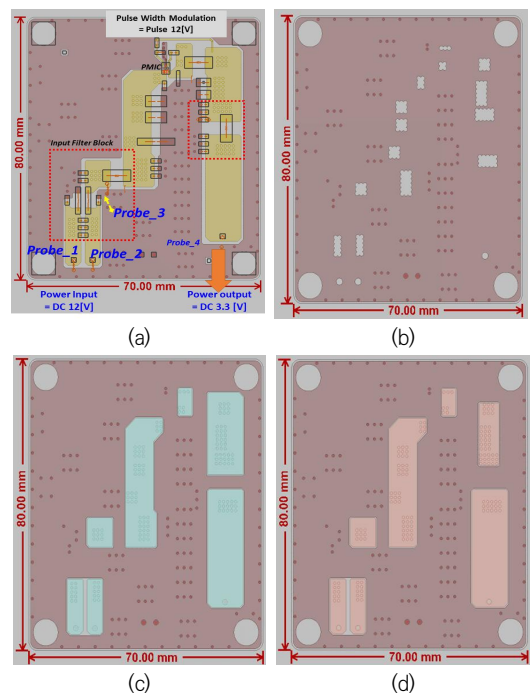 Pulse Width Modulation
= Pulse 12[V]
PMIC
Input Filter Block
Probe_3
Probe_1
Probe_2
Probe_4
80.00 mm
70.00 mm
Power Input
= DC 12[V]
Power output
= DC 3.3 [V]
(a)
80.00 mm
70.00 mm
(b)
80.00 mm
70.00 mm
(c)
80.00 mm
70.00 mm
(d)